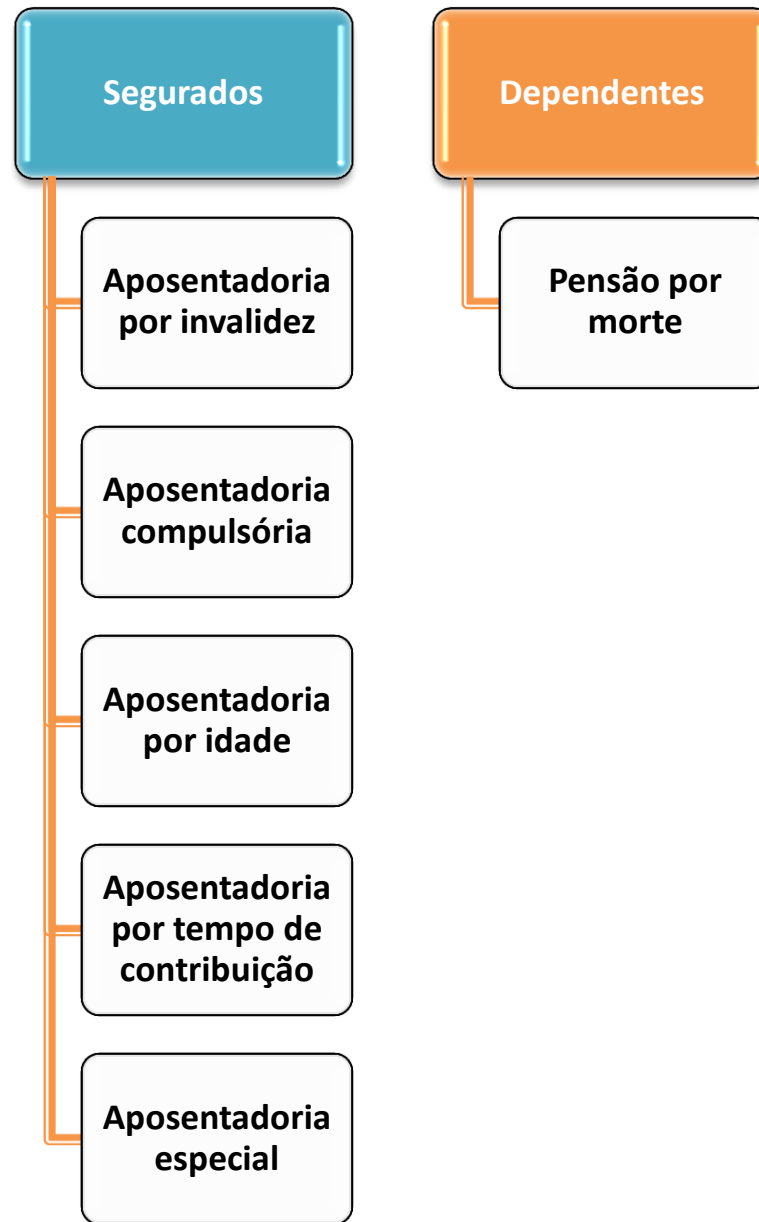 Segurados
Aposentadoria
por invalidez
Aposentadoria
compulsória
Aposentadoria
por idade
Aposentadoria
por tempo de
contribuição
Aposentadoria
especial
Dependentes
Pensão por
morte